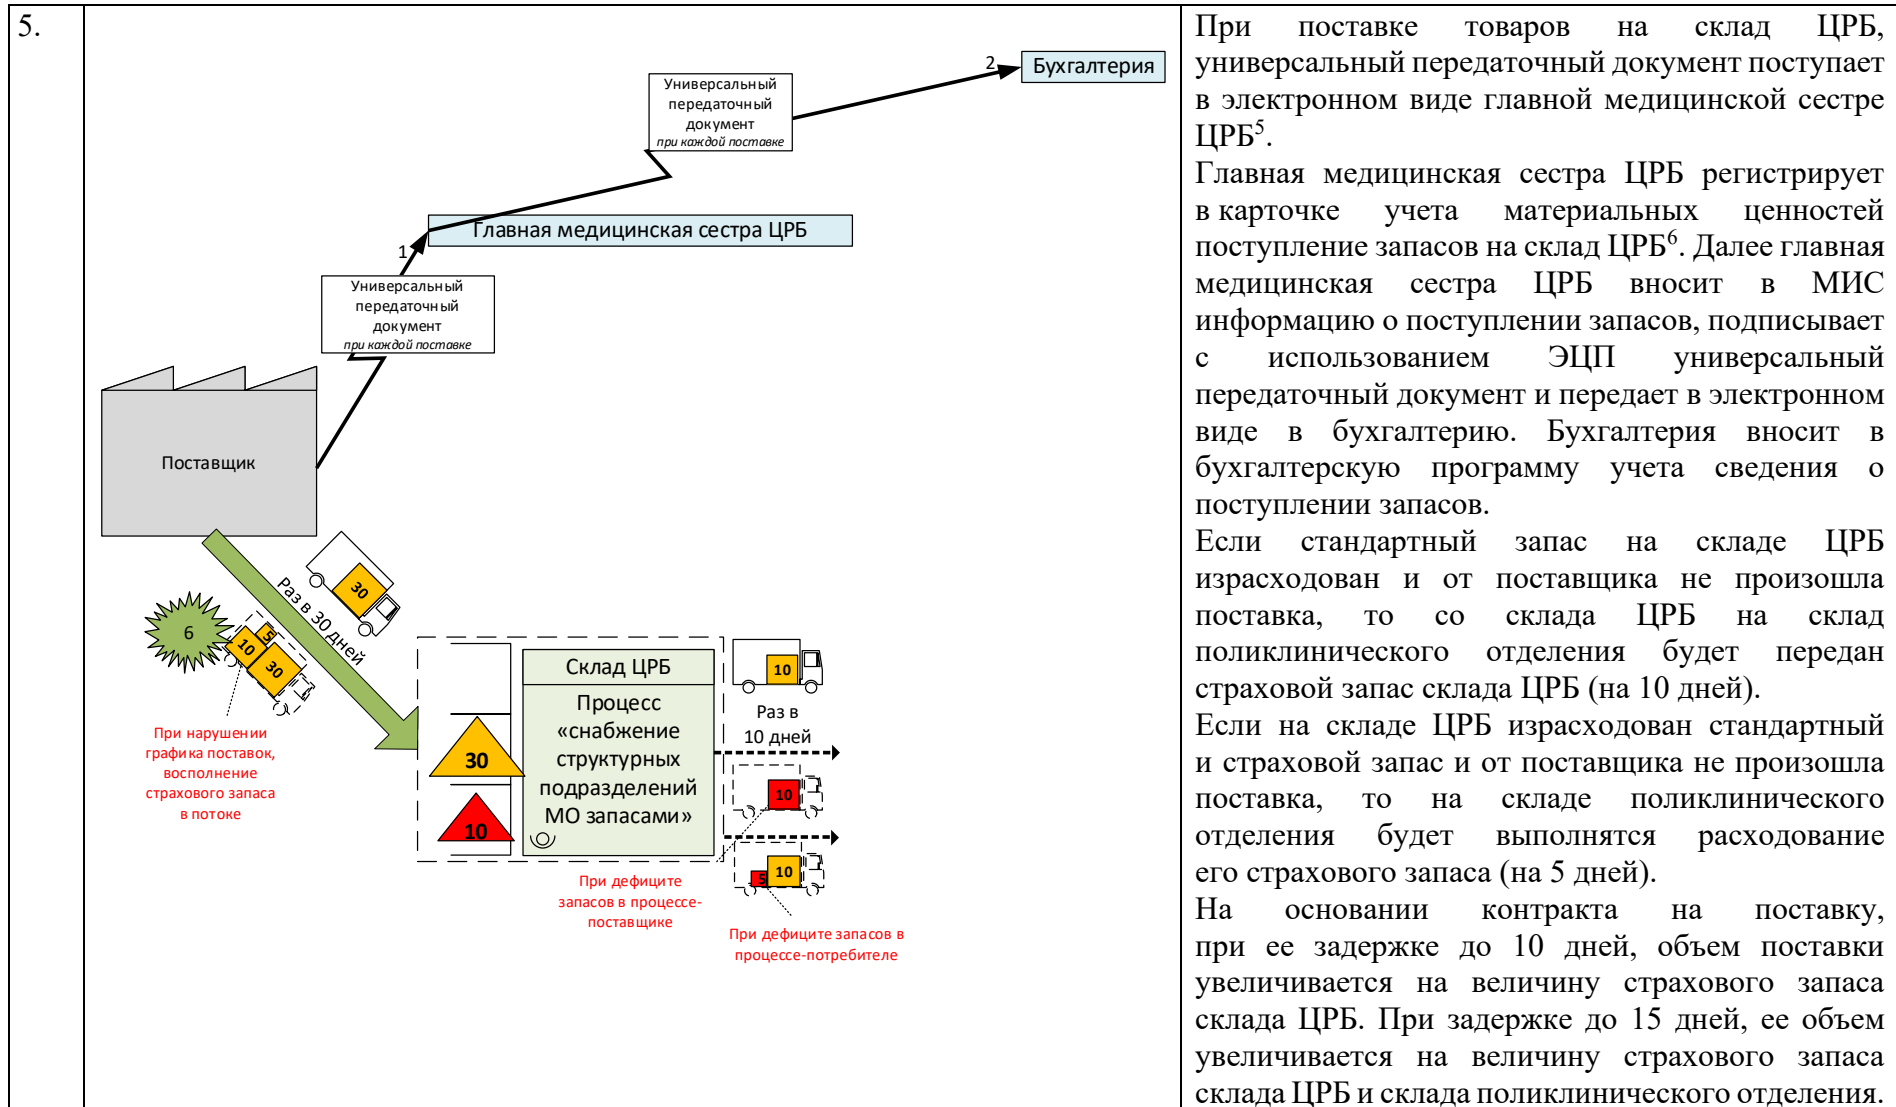 5.
2
Бухгалтерия
Универсальный
передаточный
документ
при каждой поставке
Главная медицинская сестра ЦРБ
1
Универсальный
передаточный
документ
при каждой поставке
Поставщик
30
Раз в 30 дней
6
5
10
30
При нарушении
графика поставок,
восполнение
страхового запаса
в потоке
30
10
Склад ЦРБ
Процесс
«снабжение
структурных
подразделений
МО запасами»
10
Раз в
10 дней
10
5
10
При дефиците
запасов в процессе-
поставщике
При дефиците запасов в
процессе-потребителе
При поставке товаров на склад ЦРБ,
универсальный передаточный документ поступает
в электронном виде главной медицинской сестре
ЦРБ5.
Главная медицинская сестра ЦРБ регистрирует
в карточке учета материальных ценностей
поступление запасов на склад ЦРБ6. Далее главная
медицинская сестра ЦРБ вносит в МИС
информацию о поступлении запасов, подписывает
с использованием ЭЦП универсальный
передаточный документ и передает в электронном
виде в бухгалтерию. Бухгалтерия вносит в
бухгалтерскую программу учета сведения о
поступлении запасов.
Если стандартный запас на складе ЦРБ
израсходован и от поставщика не произошла
поставка, то со склада ЦРБ на склад
поликлинического отделения будет передан
страховой запас склада ЦРБ (на 10 дней).
Если на складе ЦРБ израсходован стандартный
и страховой запас и от поставщика не произошла
поставка, то на складе поликлинического
отделения будет выполнятся расходование
его страхового запаса (на 5 дней).
На основании контракта на поставку,
при ее задержке до 10 дней, объем поставки
увеличивается на величину страхового запаса
склада ЦРБ. При задержке до 15 дней, ее объем
увеличивается на величину страхового запаса
склада ЦРБ и склада поликлинического отделения.